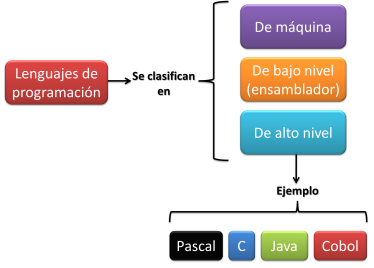 Lenguajes de
programación
Se clasifican
en
De máquina
De bajo nivel
(ensamblador)
De alto nivel
Ejemplo
Pascal
C
Java
Cobol